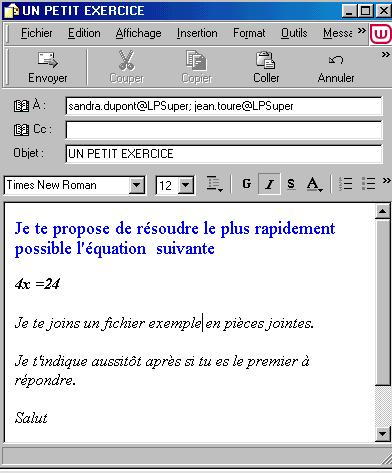 UN PETIT EXERCICE
Fichier Edition Affichage Insertion Format Outils Messa »
Envoyer Couper Copier Coller Annuler »
À : sandra.dupont@LPSuper; jean.toure@LPSuper
Cc :
Objet : UN PETIT EXERCICE
Times New Roman 12 G I S A »
Je te propose de résoudre le plus rapidement
possible l'équation suivante
4x =24
Je te joins un fichier exemple en pièces jointes.
Je t'indique aussitôt après si tu es le premier à
répondre.
Salut